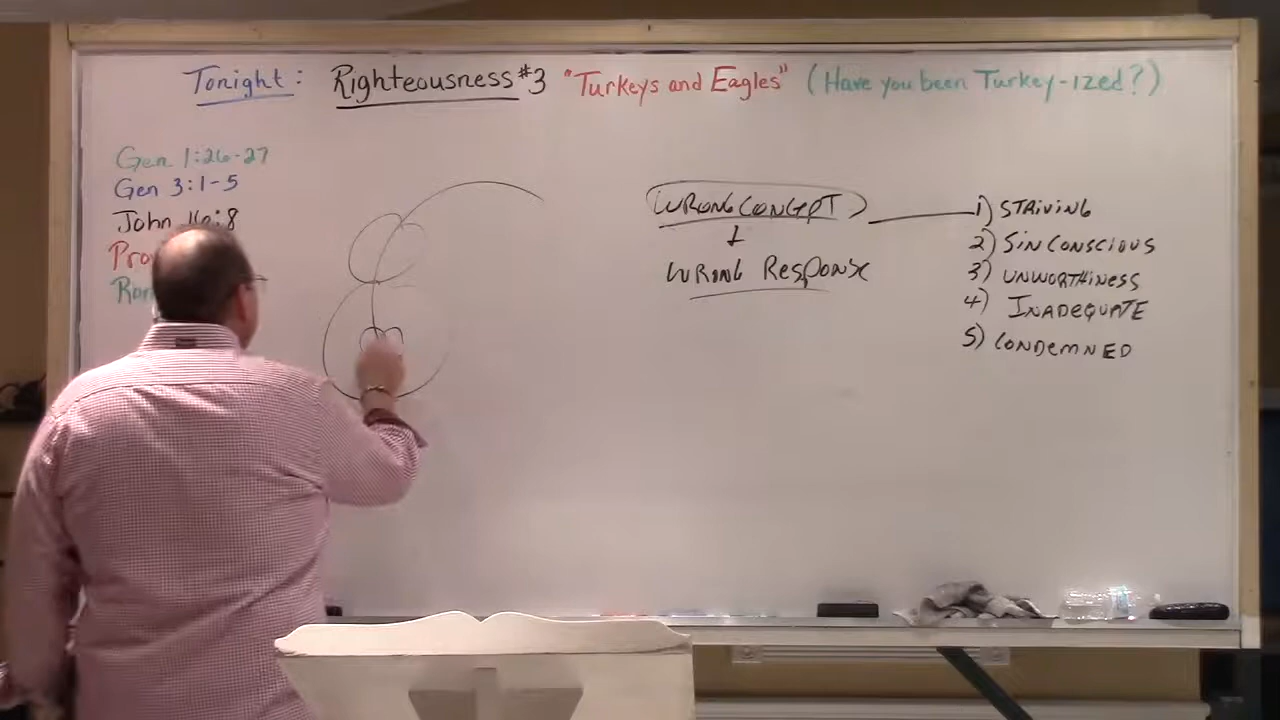 Tonight: Righteousness #3 "Turkeys and Eagles" (Have you been Turkey-ized?)
Gen 1:26-27
Gen 3:1-5
John 16:8
WRONG CONCEPT
WRONG RESPONSE
1) STRIVING
2) SIN CONSCIOUS
3) UNWORTHINESS
4) INADEQUATE
5) CONDEMNED